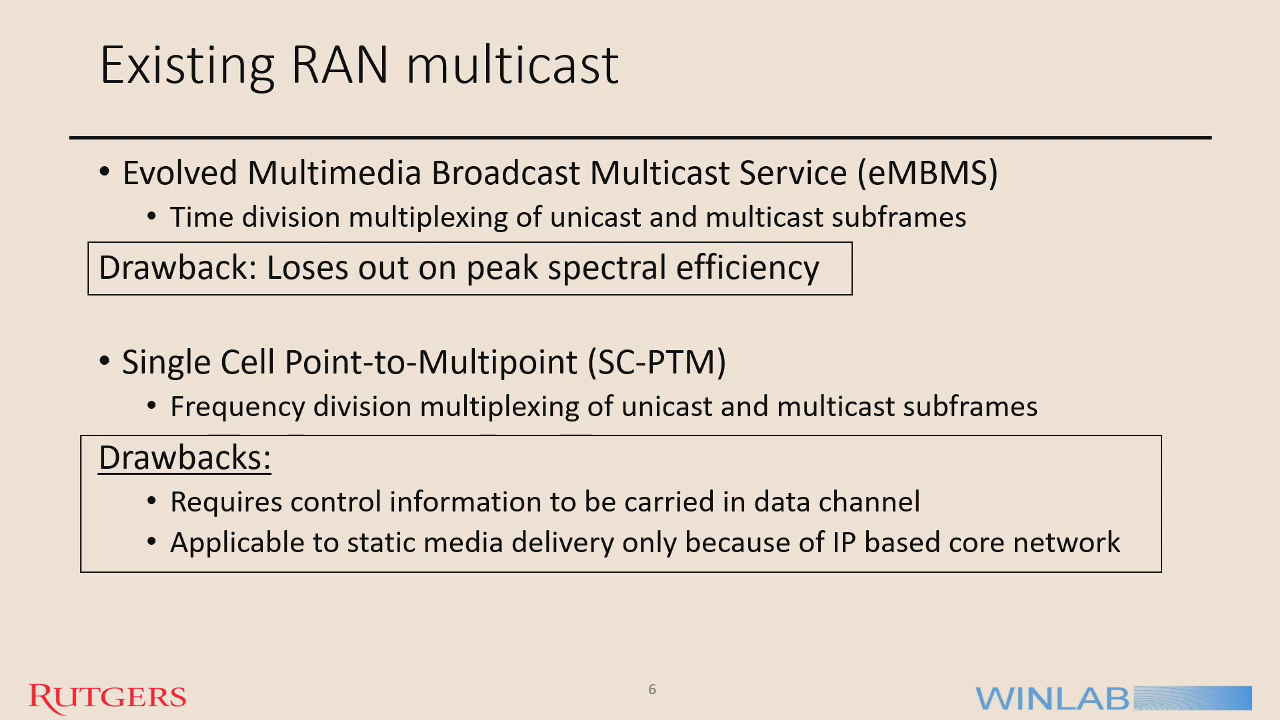 Existing RAN multicast
• Evolved Multimedia Broadcast Multicast Service (eMBMS)
• Time division multiplexing of unicast and multicast subframes
Drawback: Loses out on peak spectral efficiency
• Single Cell Point-to-Multipoint (SC-PTM)
• Frequency division multiplexing of unicast and multicast subframes
Drawbacks:
• Requires control information to be carried in data channel
• Applicable to static media delivery only because of IP based core network
RUTGERS
6
WINLAB